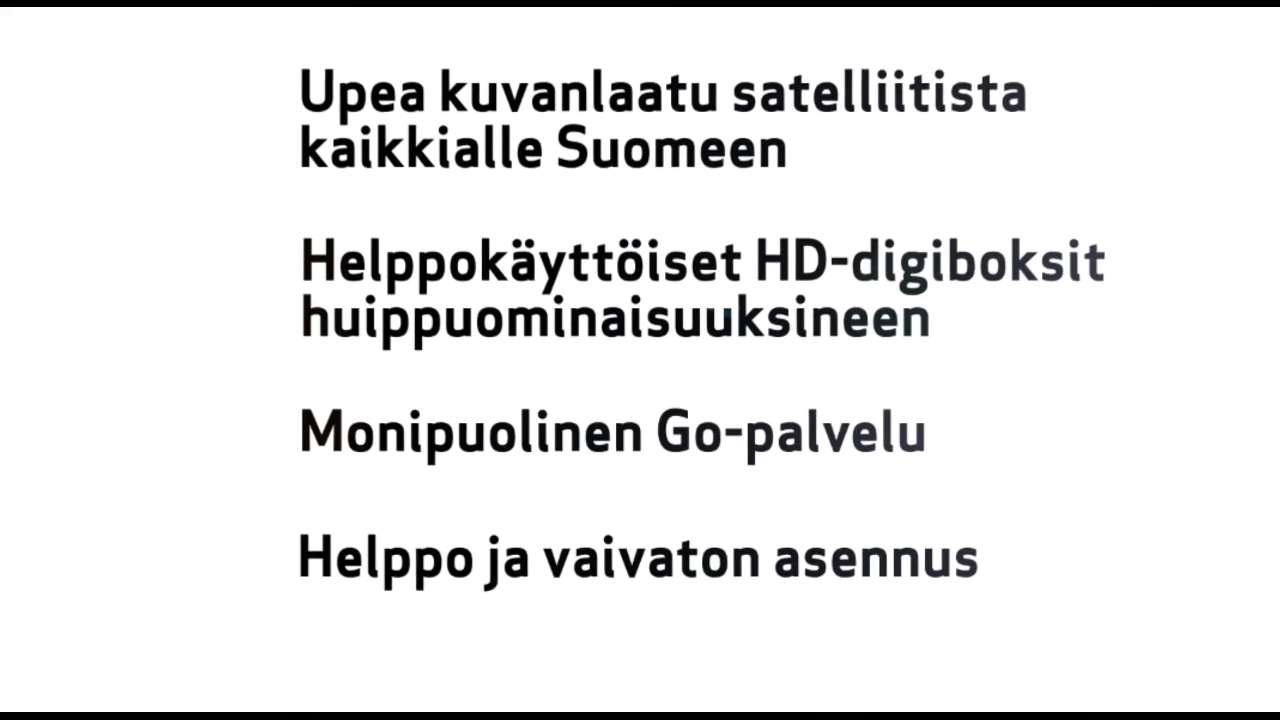 Upea kuvanlaatu satelliitista
kaikkialle Suomeen
Helppokäyttöiset HD-digiboksit
huippuominaisuuksineen
Monipuolinen Go-palvelu
Helppo ja vaivaton asennus